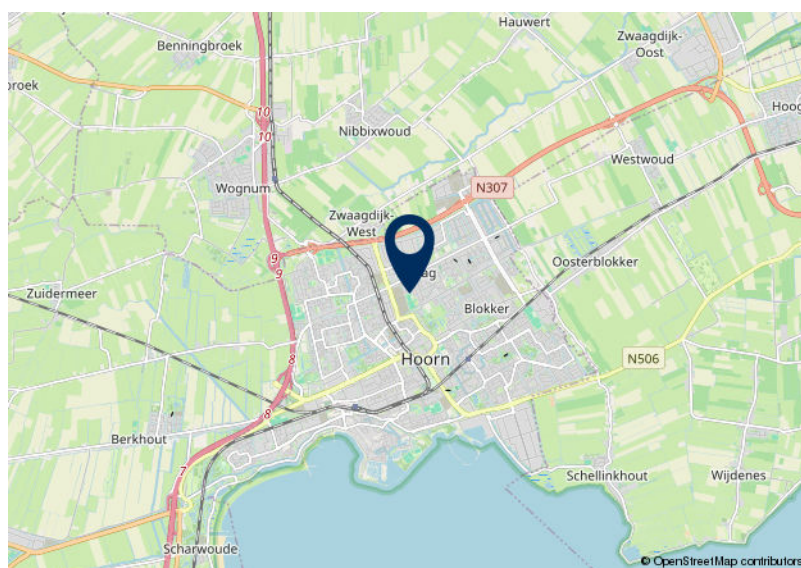 Hauwert
Zwaagdijk-
Oost
Benningbroek
broek
Hoo
10
10
Nibbixwoud
Westwoud
Wognum
N307
Zwaagdijk-
West
9
9
ag
Oosterblokker
Zuidermeer
Blokker
8
Hoorn
N506
8
Berkhout
7
Schellinkhout
Wijdenes
Scharwoude
© OpenStreetMap contributors